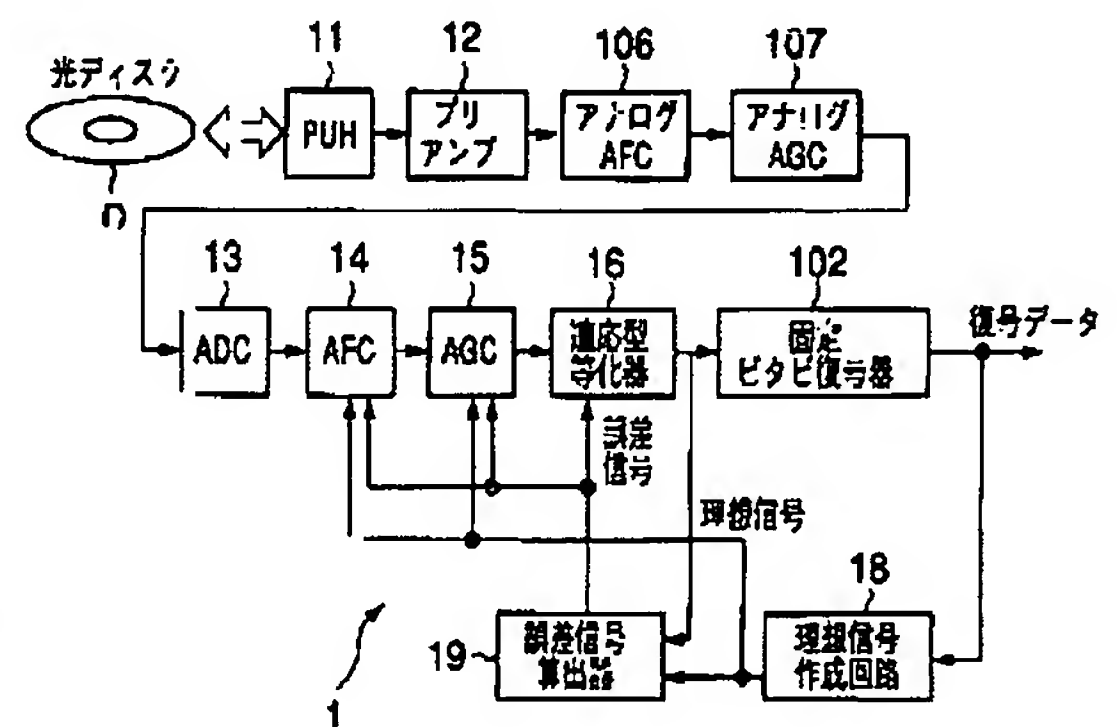 11
12
106
107
光ディスク
PUH
プリ
アンプ
アナログ
AFC
アナログ
AGC
D
13
14
15
16
102
ADC
AFC
AGC
適応型
等化器
固定
ビタビ復号器
復号データ
誤差
信号
理想信号
18
19
誤差信号
算出器
理想信号
作成回路
1